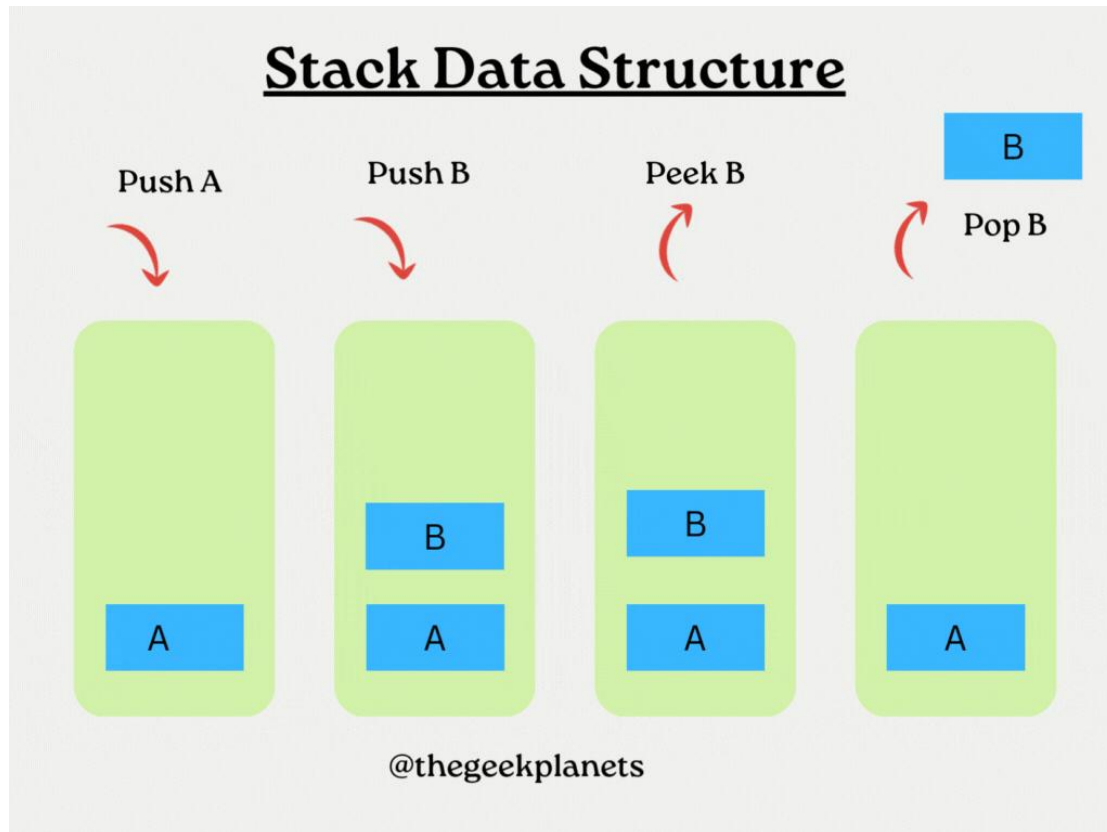 Stack Data Structure
Push A
Push B
Peek B
B
Pop B
A
B
A
B
A
A
@thegeekplanets